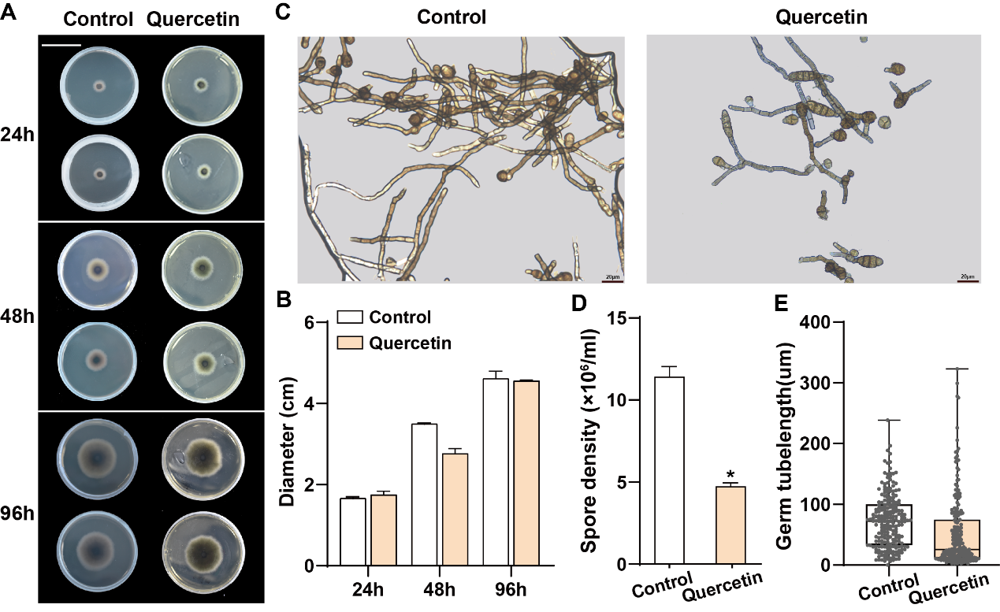 A
Control Quercetin
24h
48h
96h
C
Control
Quercetin
20μm
20μm
B
Control
Quercetin
6
4
2
0
Diameter (cm)
24h 48h 96h
D
15
10
5
0
Spore density (×10⁶/ml)
*
Control Quercetin
E
400
300
200
100
0
Germ tubelength(um)
Control Quercetin